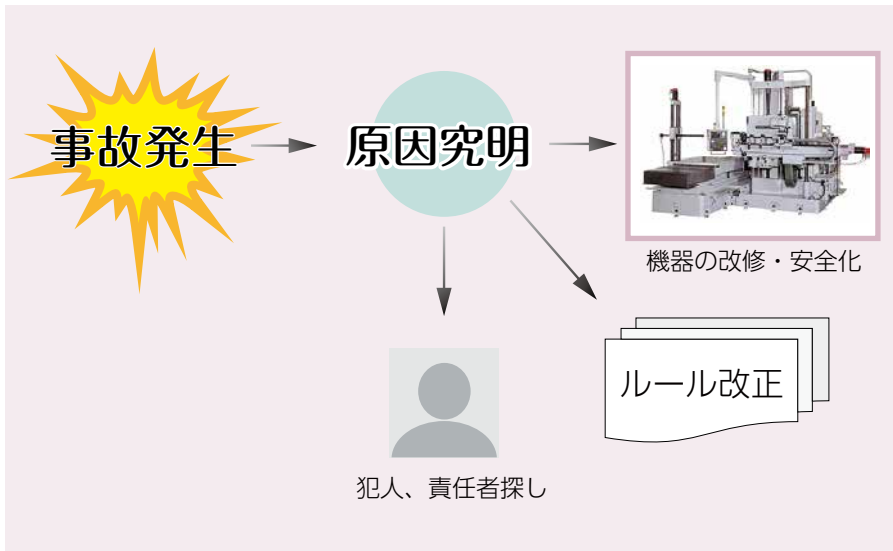 事故発生
原因究明
機器の改修・安全化
ルール改正
犯人、責任者探し